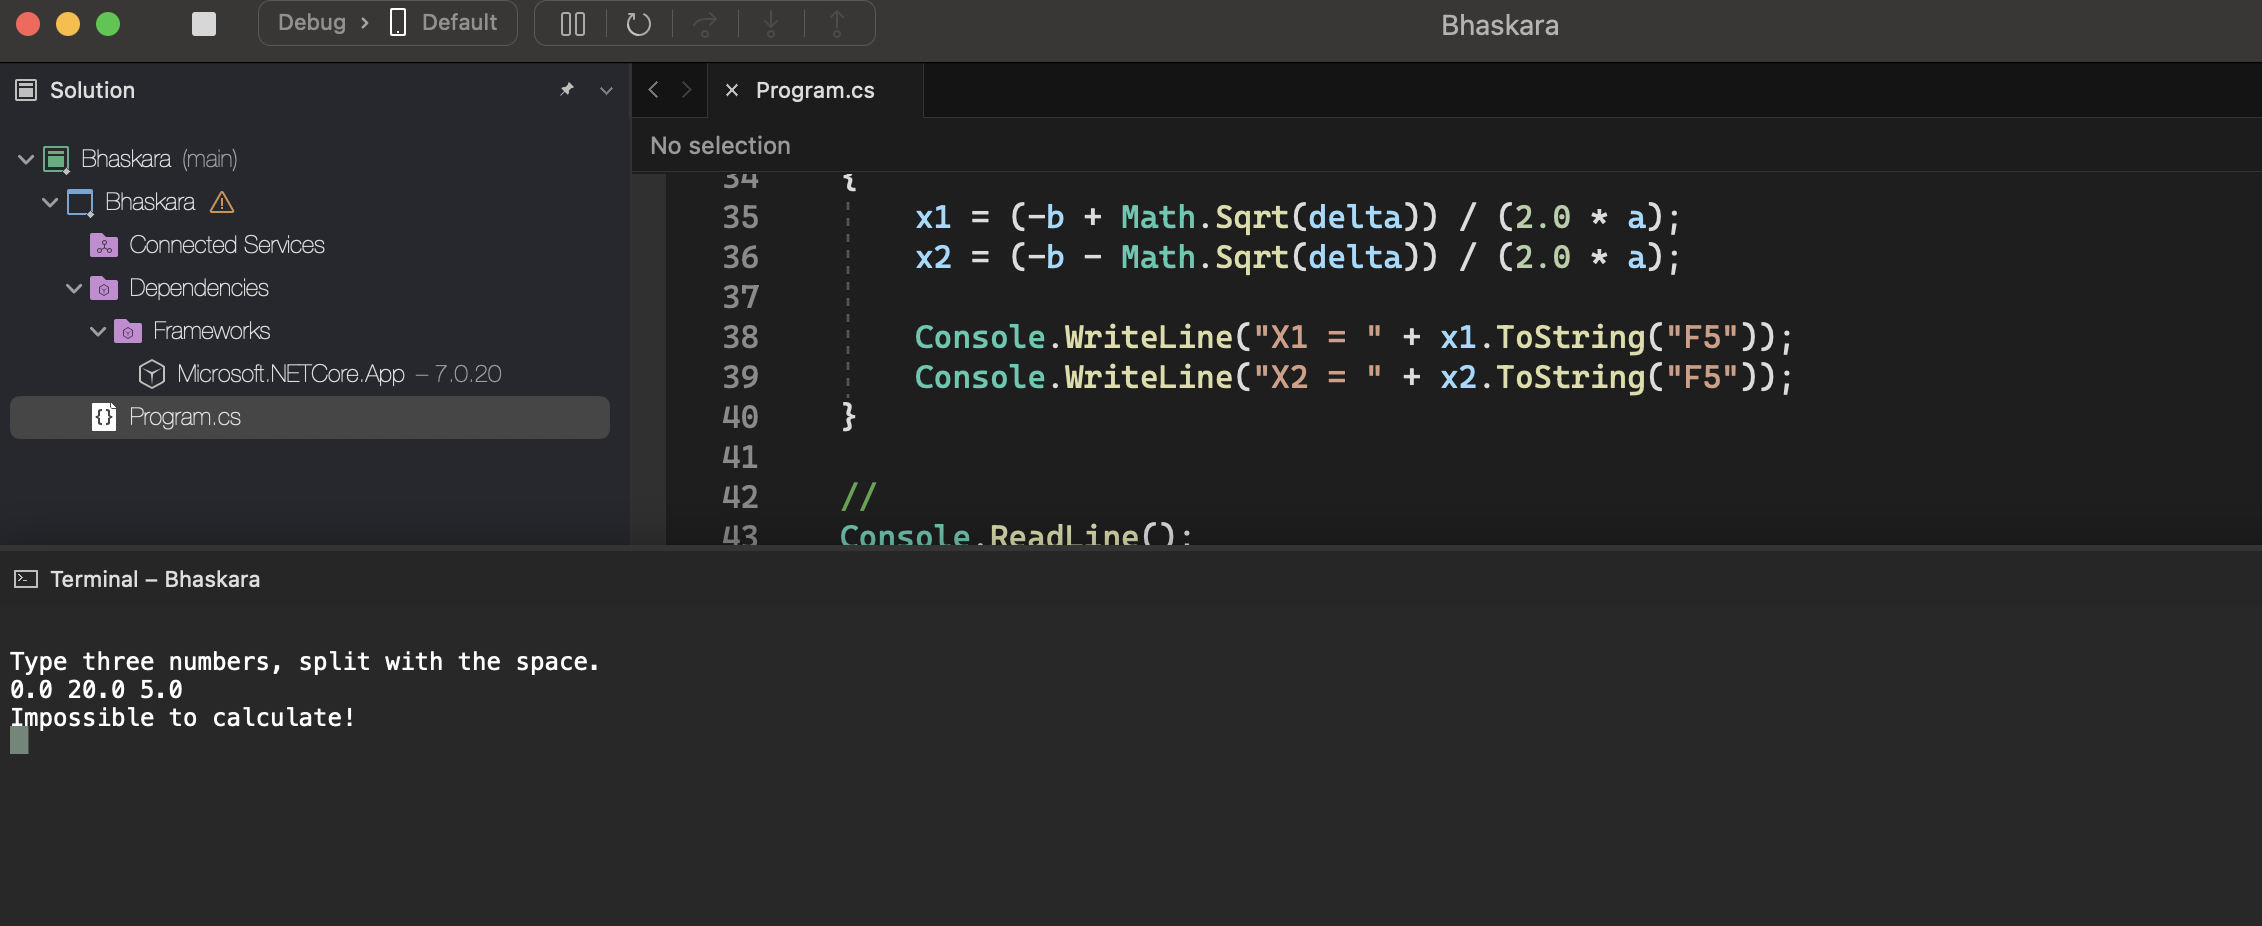 Debug › Default
Bhaskara
Solution
Program.cs
No selection
Bhaskara (main)
Bhaskara
Connected Services
Dependencies
Frameworks
Microsoft.NETCore.App – 7.0.20
Program.cs
34 {
35 x1 = (-b + Math.Sqrt(delta)) / (2.0 * a);
36 x2 = (-b - Math.Sqrt(delta)) / (2.0 * a);
37
38 Console.WriteLine("X1 = " + x1.ToString("F5"));
39 Console.WriteLine("X2 = " + x2.ToString("F5"));
40 }
41
42 //
43 Console.ReadLine();
Terminal – Bhaskara
Type three numbers, split with the space.
0.0 20.0 5.0
Impossible to calculate!